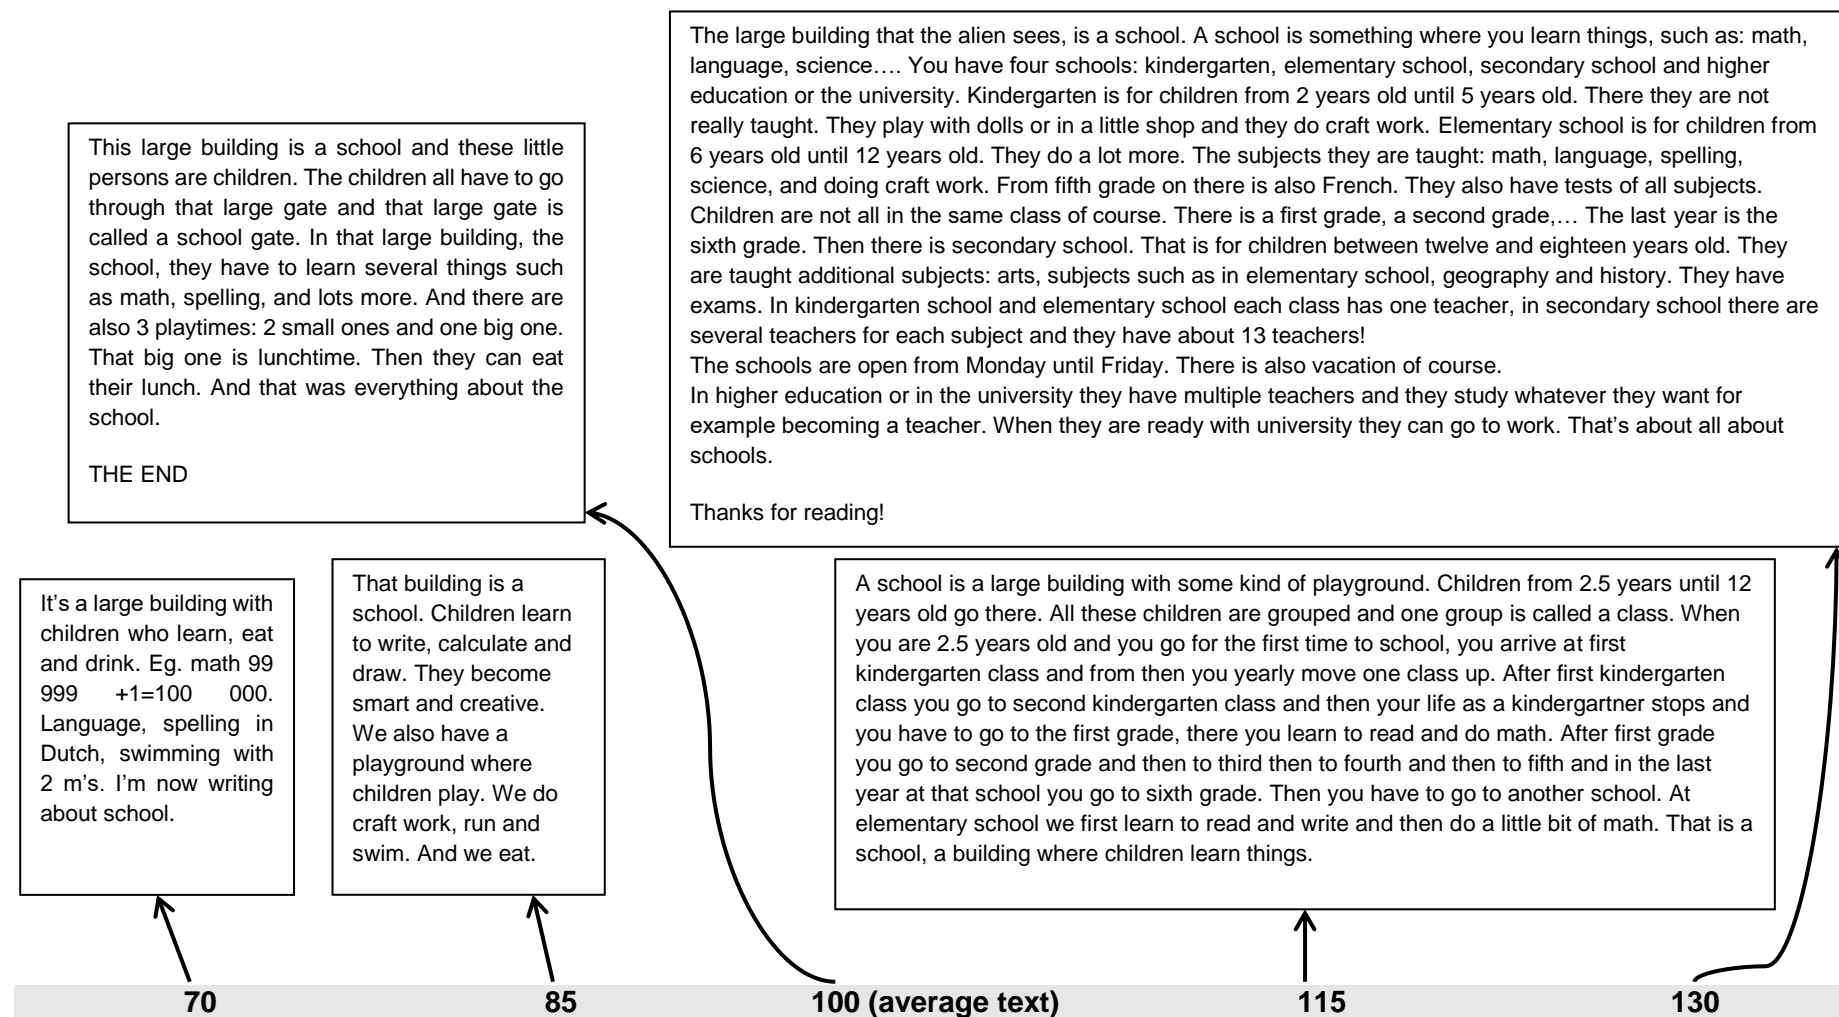 The large building that the alien sees, is a school. A school is something where you learn things, such as: math,
language, science…. You have four schools: kindergarten, elementary school, secondary school and higher
education or the university. Kindergarten is for children from 2 years old until 5 years old. There they are not
really taught. They play with dolls or in a little shop and they do craft work. Elementary school is for children from
6 years old until 12 years old. They do a lot more. The subjects they are taught: math, language, spelling,
science, and doing craft work. From fifth grade on there is also French. They also have tests of all subjects.
Children are not all in the same class of course. There is a first grade, a second grade,… The last year is the
sixth grade. Then there is secondary school. That is for children between twelve and eighteen years old. They
are taught additional subjects: arts, subjects such as in elementary school, geography and history. They have
exams. In kindergarten school and elementary school each class has one teacher, in secondary school there are
several teachers for each subject and they have about 13 teachers!
The schools are open from Monday until Friday. There is also vacation of course.
In higher education or in the university they have multiple teachers and they study whatever they want for
example becoming a teacher. When they are ready with university they can go to work. That's about all about
schools.
Thanks for reading!
This large building is a school and these little
persons are children. The children all have to go
through that large gate and that large gate is
called a school gate. In that large building, the
school, they have to learn several things such
as math, spelling, and lots more. And there are
also 3 playtimes: 2 small ones and one big one.
That big one is lunchtime. Then they can eat
their lunch. And that was everything about the
school.
THE END
It's a large building with
children who learn, eat
and drink. Eg. math 99
999 +1=100 000.
Language, spelling in
Dutch, swimming with
2 m's. I'm now writing
about school.
That building is a
school. Children learn
to write, calculate and
draw. They become
smart and creative.
We also have a
playground where
children play. We do
craft work, run and
swim. And we eat.
A school is a large building with some kind of playground. Children from 2.5 years until 12
years old go there. All these children are grouped and one group is called a class. When
you are 2.5 years old and you go for the first time to school, you arrive at first
kindergarten class and from then you yearly move one class up. After first kindergarten
class you go to second kindergarten class and then your life as a kindergartner stops and
you have to go to the first grade, there you learn to read and do math. After first grade
you go to second grade and then to third then to fourth and then to fifth and in the last
year at that school you go to sixth grade. Then you have to go to another school. At
elementary school we first learn to read and write and then do a little bit of math. That is a
school, a building where children learn things.
70 85 100 (average text) 115 130